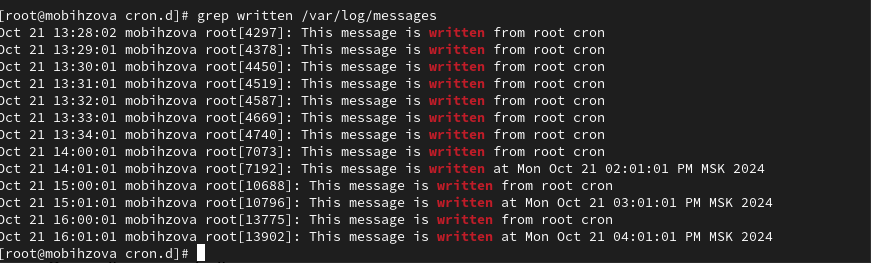 [root@mobihzova cron.d]# grep written /var/log/messages
Oct 21 13:28:02 mobihzova root[4297]: This message is written from root cron
Oct 21 13:29:01 mobihzova root[4378]: This message is written from root cron
Oct 21 13:30:01 mobihzova root[4450]: This message is written from root cron
Oct 21 13:31:01 mobihzova root[4519]: This message is written from root cron
Oct 21 13:32:01 mobihzova root[4587]: This message is written from root cron
Oct 21 13:33:01 mobihzova root[4669]: This message is written from root cron
Oct 21 13:34:01 mobihzova root[4740]: This message is written from root cron
Oct 21 14:00:01 mobihzova root[7073]: This message is written from root cron
Oct 21 14:01:01 mobihzova root[7192]: This message is written at Mon Oct 21 02:01:01 PM MSK 2024
Oct 21 15:00:01 mobihzova root[10688]: This message is written from root cron
Oct 21 15:01:01 mobihzova root[10796]: This message is written at Mon Oct 21 03:01:01 PM MSK 2024
Oct 21 16:00:01 mobihzova root[13775]: This message is written from root cron
Oct 21 16:01:01 mobihzova root[13902]: This message is written at Mon Oct 21 04:01:01 PM MSK 2024
[root@mobihzova cron.d]#